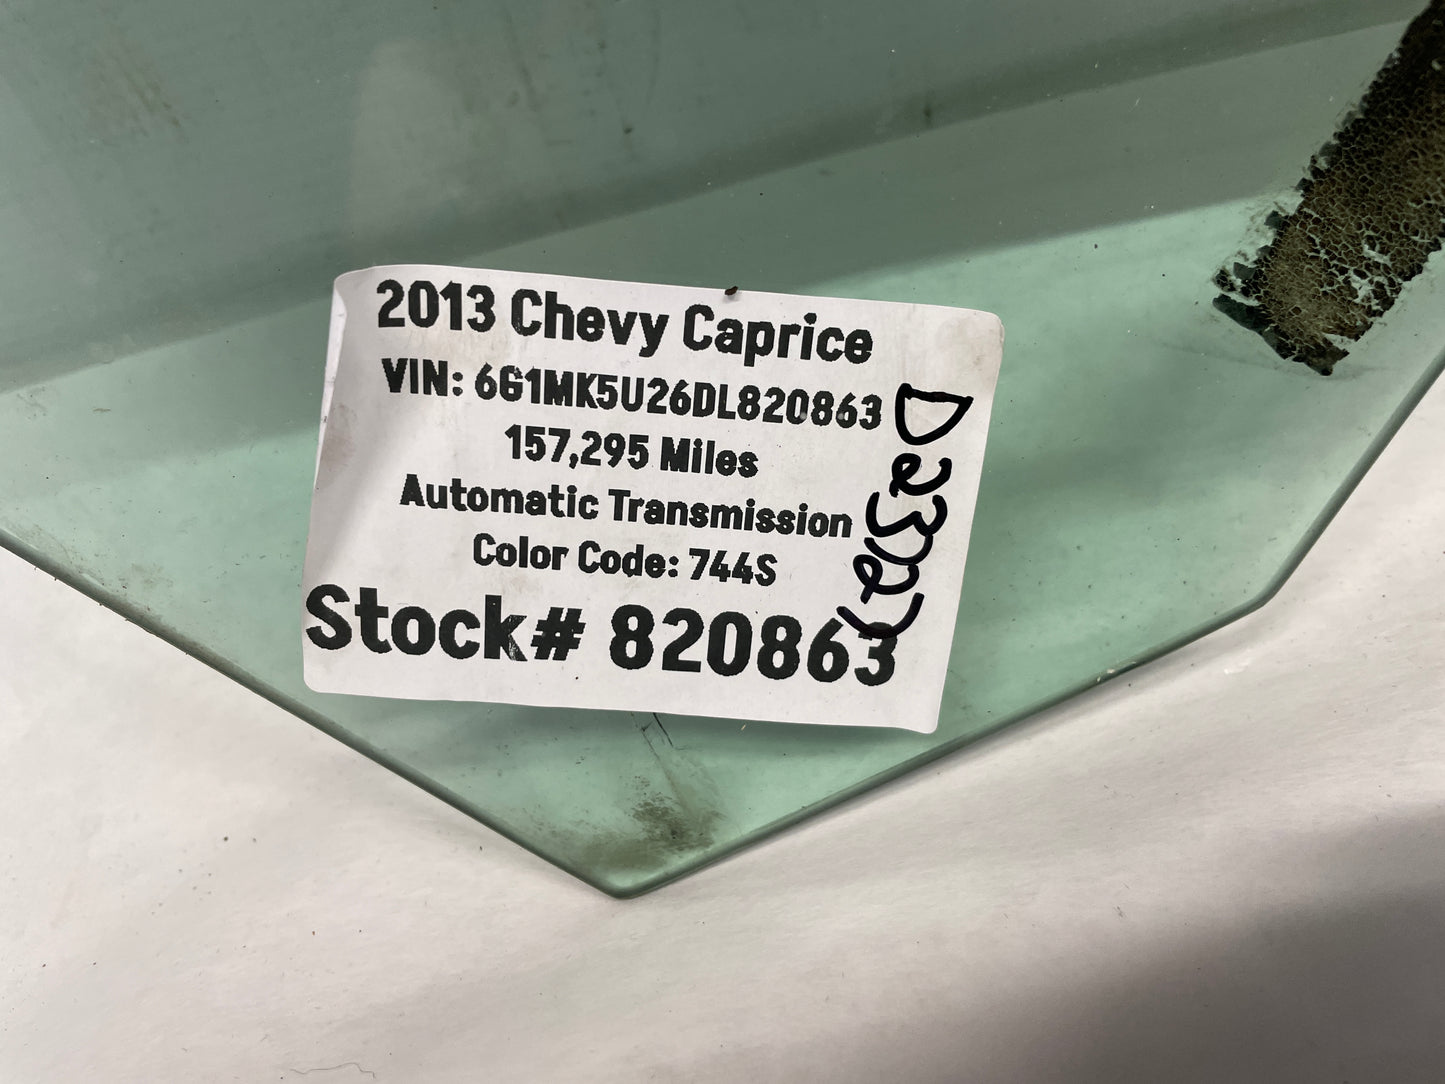 2013 Chevy Caprice
VIN: 6G1MK5U26DL820863
157,295 Miles
Automatic Transmission
Color Code: 744S
Stock# 820863